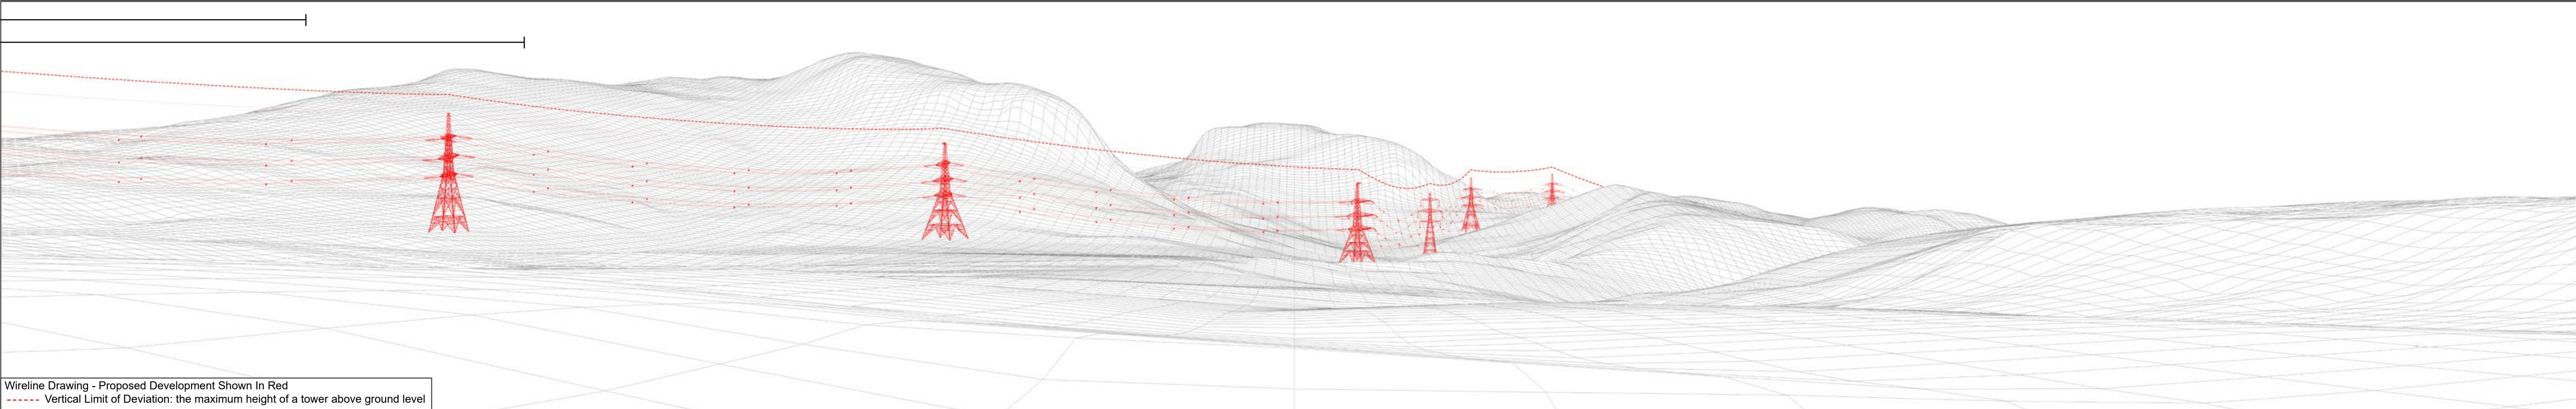 Wireline Drawing - Proposed Development Shown In Red
Vertical Limit of Deviation: the maximum height of a tower above ground level